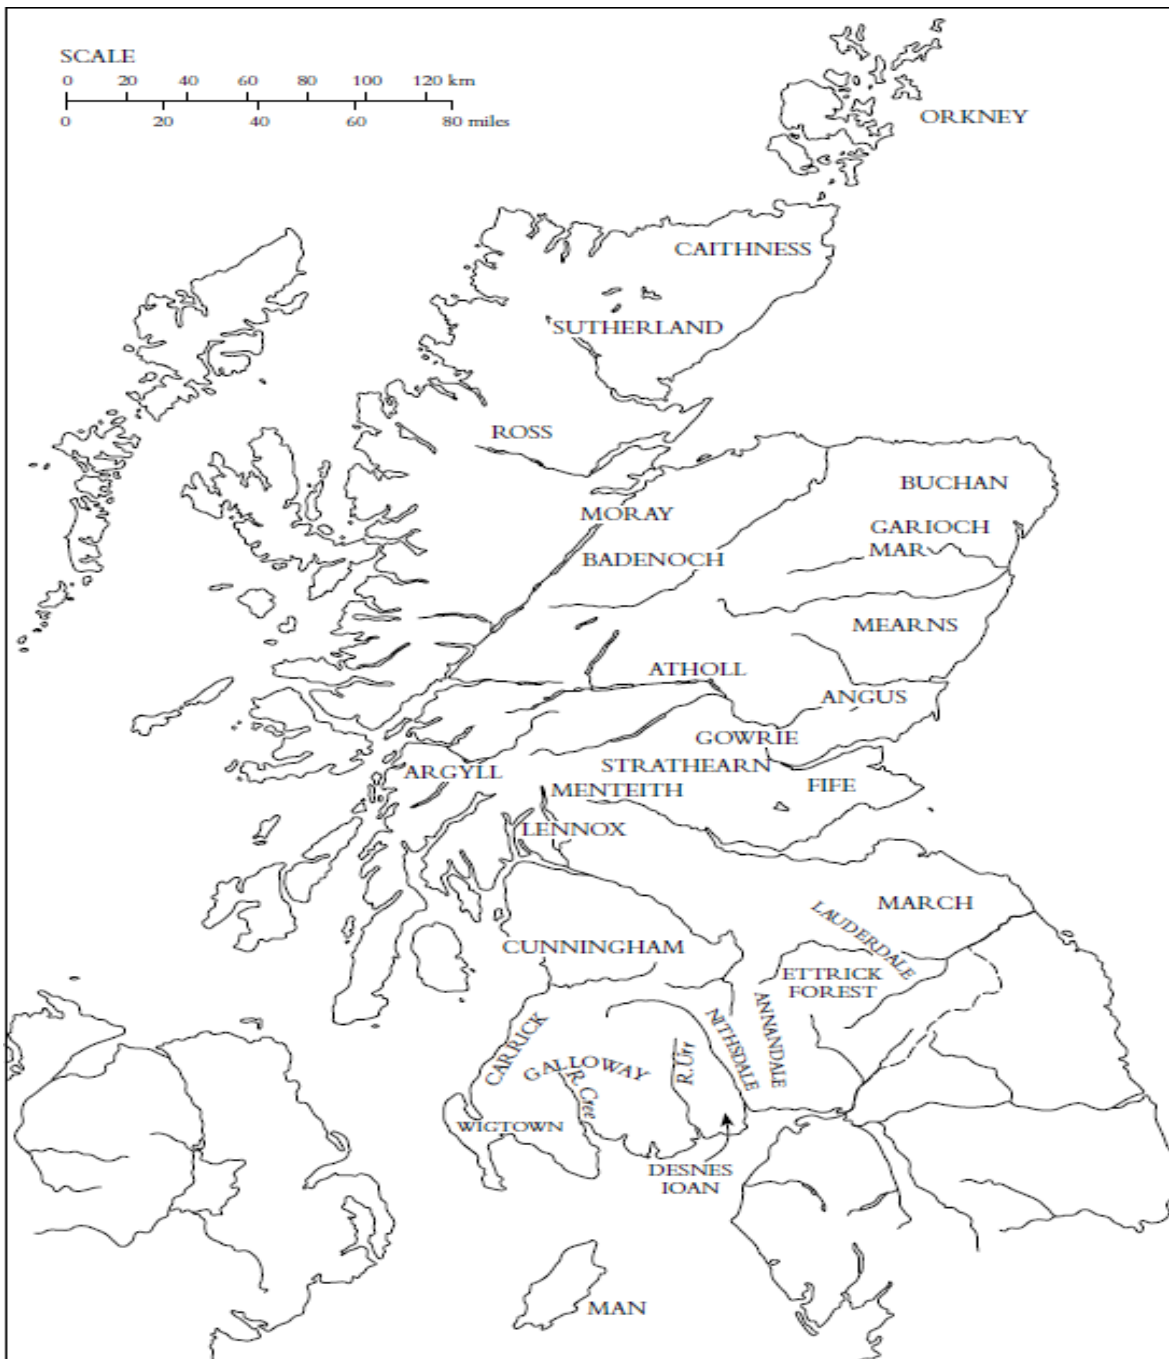 SCALE
0 20 40 60 80 100 120 km
0 20 40 60 80 miles
ORKNEY
CAITHNESS
SUTHERLAND
ROSS
BUCHAN
MORAY
GARIOCH
MAR
BADENOCH
MEARNS
ATHOLL
ANGUS
GOWRIE
STRATHEARN
ARGYLL
MENTEITH
FIFE
LENNOX
MARCH
LAUDERDALE
CUNNINGHAM
ETTRICK
FOREST
CARRICK
NITHSDALE
ANNANDALE
GALLOWAY
R. Urr
R. Cree
WIGTOWN
DESNES
IOAN
MAN